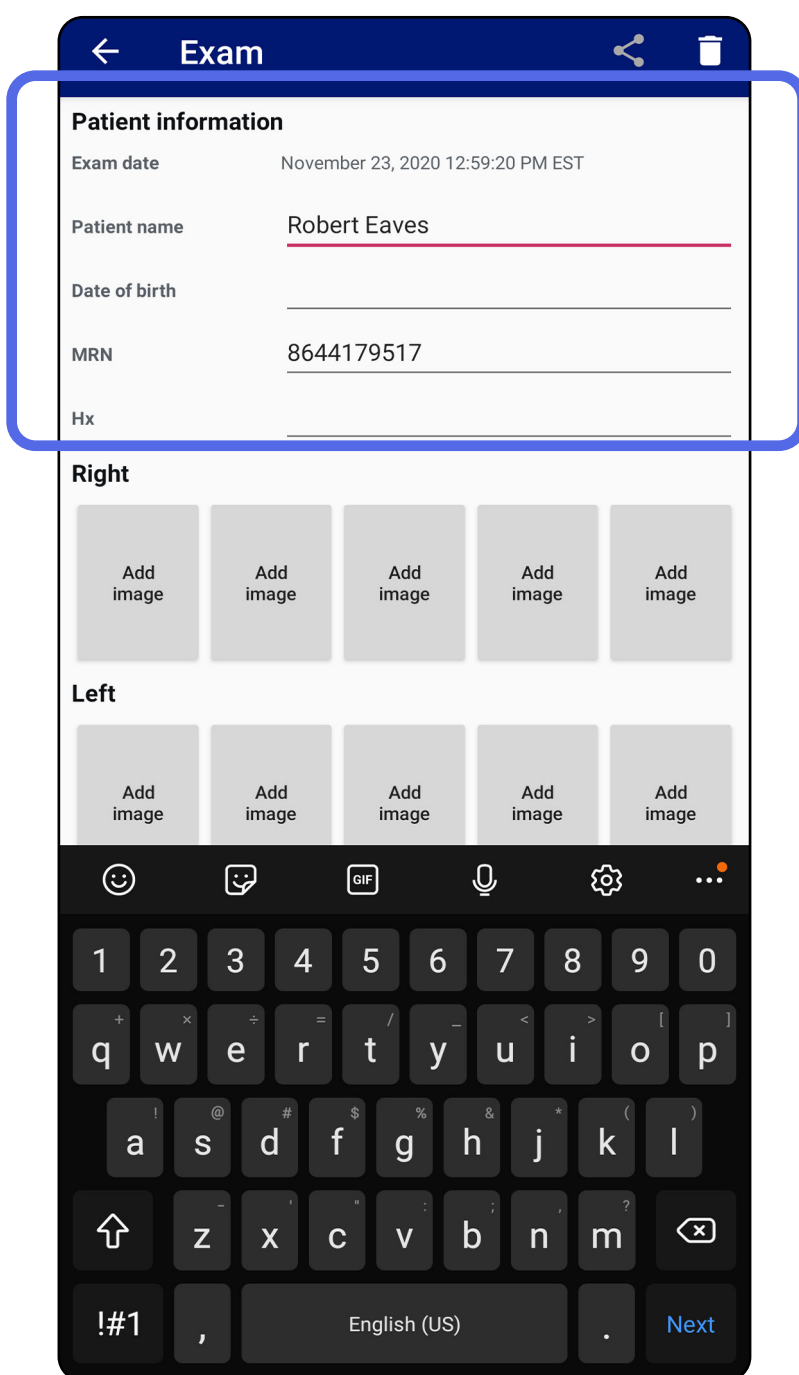 Exam
Patient information
Exam date November 23, 2020 12:59:20 PM EST
Patient name Robert Eaves
Date of birth
MRN 8644179517
Hx
Right
Add image Add image Add image Add image Add image
Left
Add image Add image Add image Add image Add image
GIF
1 2 3 4 5 6 7 8 9 0
+ × ÷ = / _ < > [ ]
q w e r t y u i o p
! @ # $ % & * ( )
a s d f g h j k l
- ' " : ; , ?
z x c v b n m
!#1 , English (US) . Next